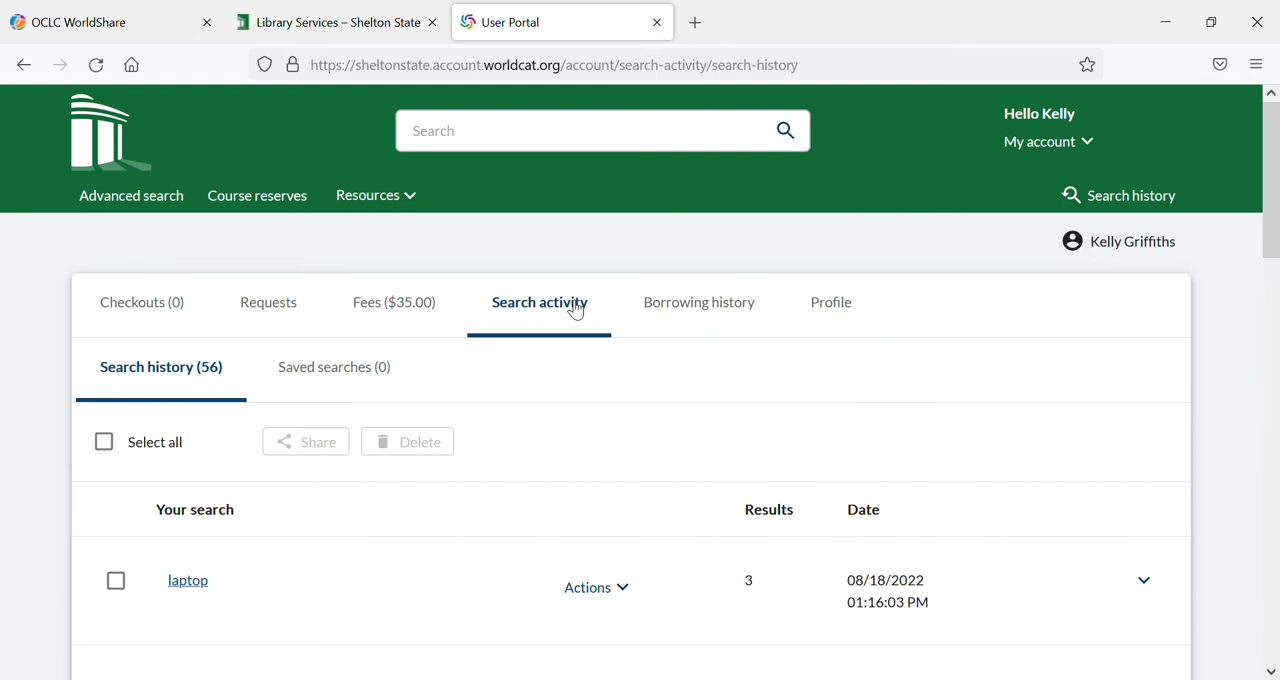 OCLC WorldShare
Library Services – Shelton State
User Portal
https://sheltonstate.account.worldcat.org/account/search-activity/search-history
Search
Hello Kelly
My account
Advanced search Course reserves Resources Search history
Kelly Griffiths
Checkouts (0) Requests Fees ($35.00) Search activity Borrowing history Profile
Search history (56) Saved searches (0)
Select all Share Delete
Your search Results Date
laptop Actions 3 08/18/2022
01:16:03 PM